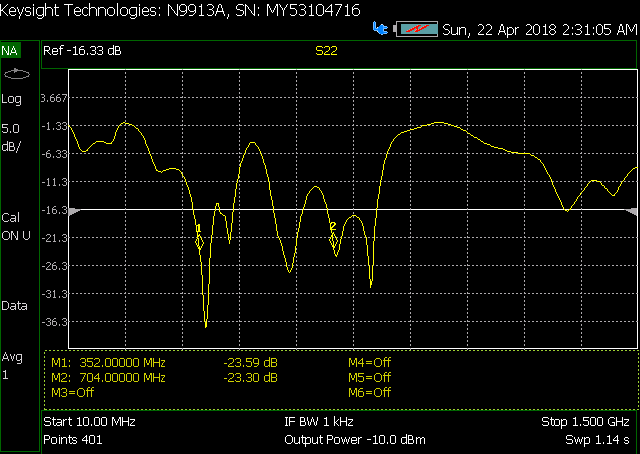 Keysight Technologies: N9913A, SN: MY53104716
Sun, 22 Apr 2018 2:31:05 AM
NA
Ref -16.33 dB
S22
Log
5.0
dB/
Cal
ON U
Data
Avg
1
3.667
-1.33
-6.33
-11.3
-16.3
-21.3
-26.3
-31.3
-36.3
1
2
M1: 352.00000 MHz -23.59 dB M4=Off
M2: 704.00000 MHz -23.30 dB M5=Off
M3=Off M6=Off
Start 10.00 MHz IF BW 1 kHz Stop 1.500 GHz
Points 401 Output Power -10.0 dBm Swp 1.14 s